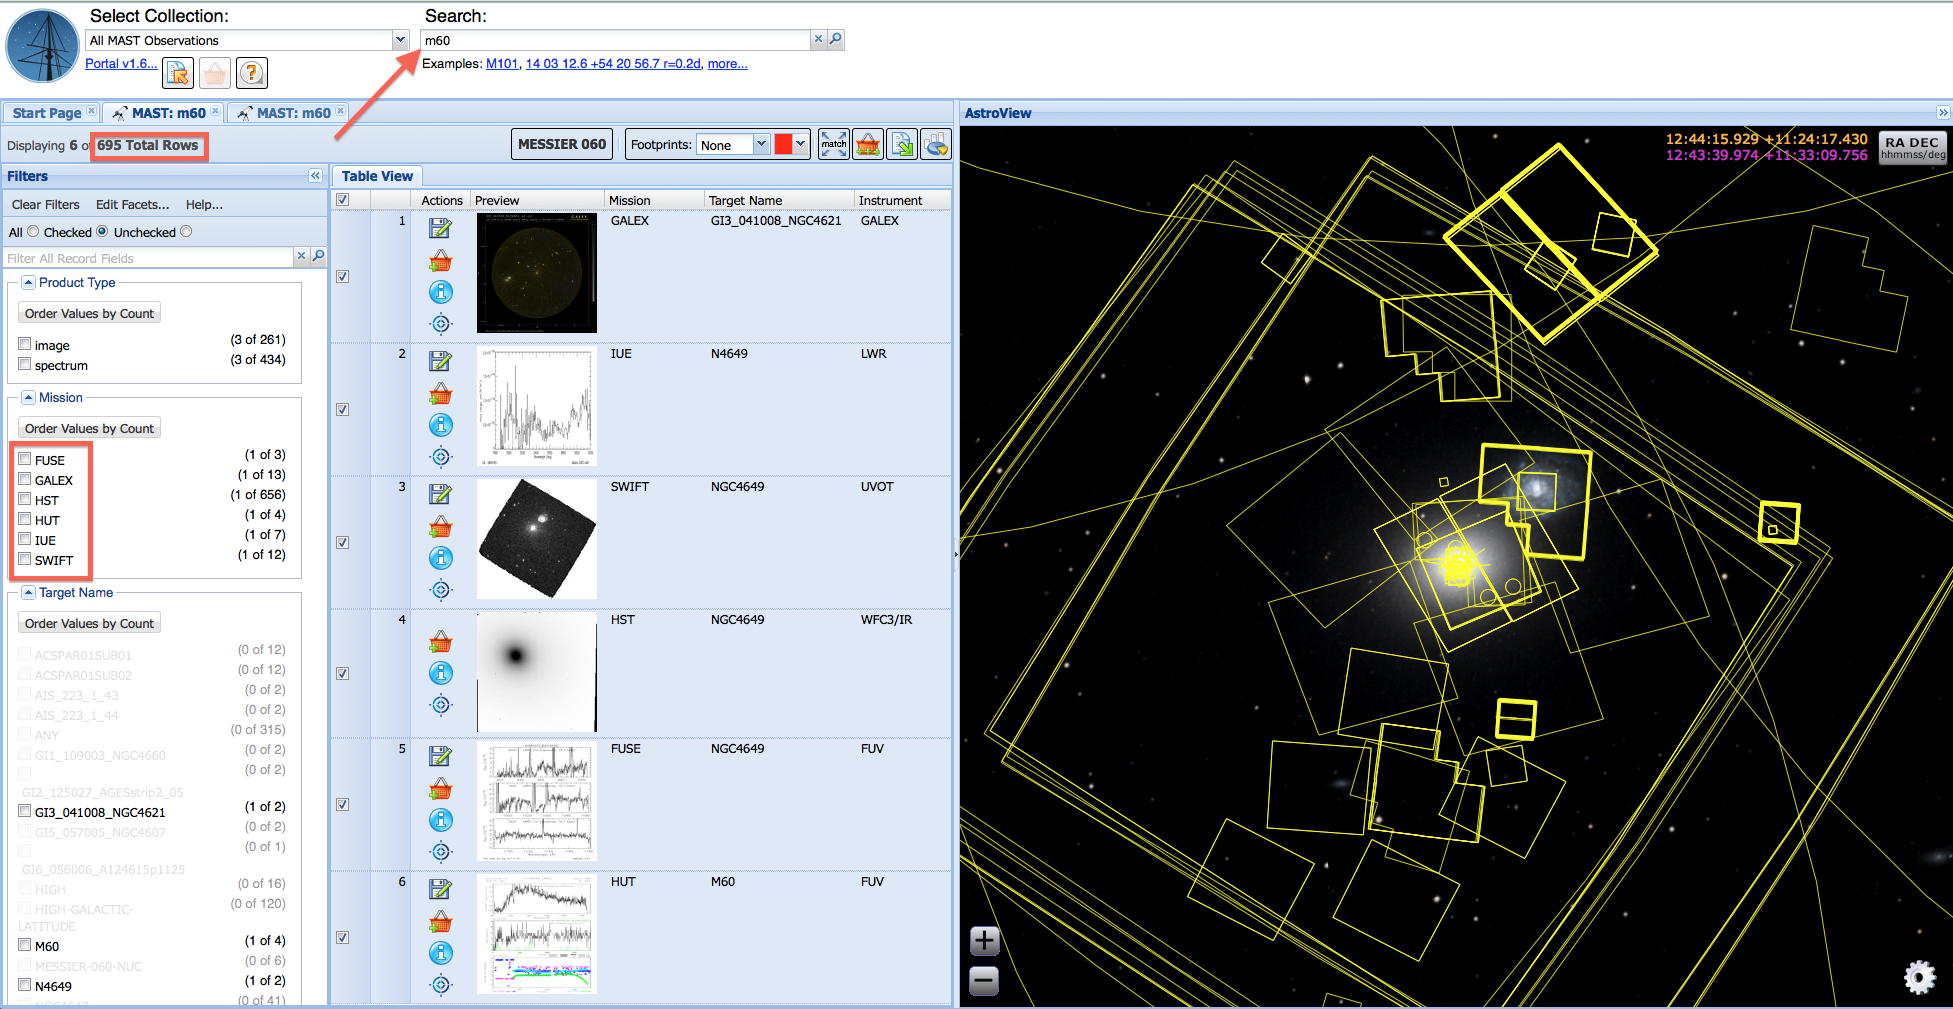 Select Collection:
Search:
All MAST Observations
m60
Portal v1.6...
Examples: M101, 14 03 12.6 +54 20 56.7 r=0.2d, more...
Start Page
MAST: m60
MAST: m60
AstroView
Displaying 6 of 695 Total Rows
MESSIER 060
Footprints:
None
match
12:44:15.929 +11:24:17.430
12:43:39.974 +11:33:09.756
RA DEC
hhmmss/deg
Filters
Table View
Clear Filters
Edit Facets...
Help...
All
Checked
Unchecked
Filter All Record Fields
Product Type
Order Values by Count
image (3 of 261)
spectrum (3 of 434)
Mission
Order Values by Count
FUSE (1 of 3)
GALEX (1 of 13)
HST (1 of 656)
HUT (1 of 4)
IUE (1 of 7)
SWIFT (1 of 12)
Target Name
Order Values by Count
ACSPAR01SUB01 (0 of 12)
ACSPAR01SUB02 (0 of 12)
AIS_223_1_43 (0 of 2)
AIS_223_1_44 (0 of 2)
ANY (0 of 315)
GI1_109003_NGC4660 (0 of 2)
(0 of 2)
GI2_125027_AGESstrip2_05
GI3_041008_NGC4621 (1 of 2)
GI5_057005_NGC4607 (0 of 2)
(0 of 1)
GI6_056006_A124615p1125
HIGH (0 of 16)
HIGH-GALACTIC- (0 of 120)
LATITUDE
M60 (1 of 4)
MESSIER-060-NUC (0 of 6)
N4649 (1 of 2)
(0 of 41)
Actions Preview Mission Target Name Instrument
1 GALEX GI3_041008_NGC4621 GALEX
2 IUE N4649 LWR
3 SWIFT NGC4649 UVOT
4 HST NGC4649 WFC3/IR
5 FUSE NGC4649 FUV
6 HUT M60 FUV